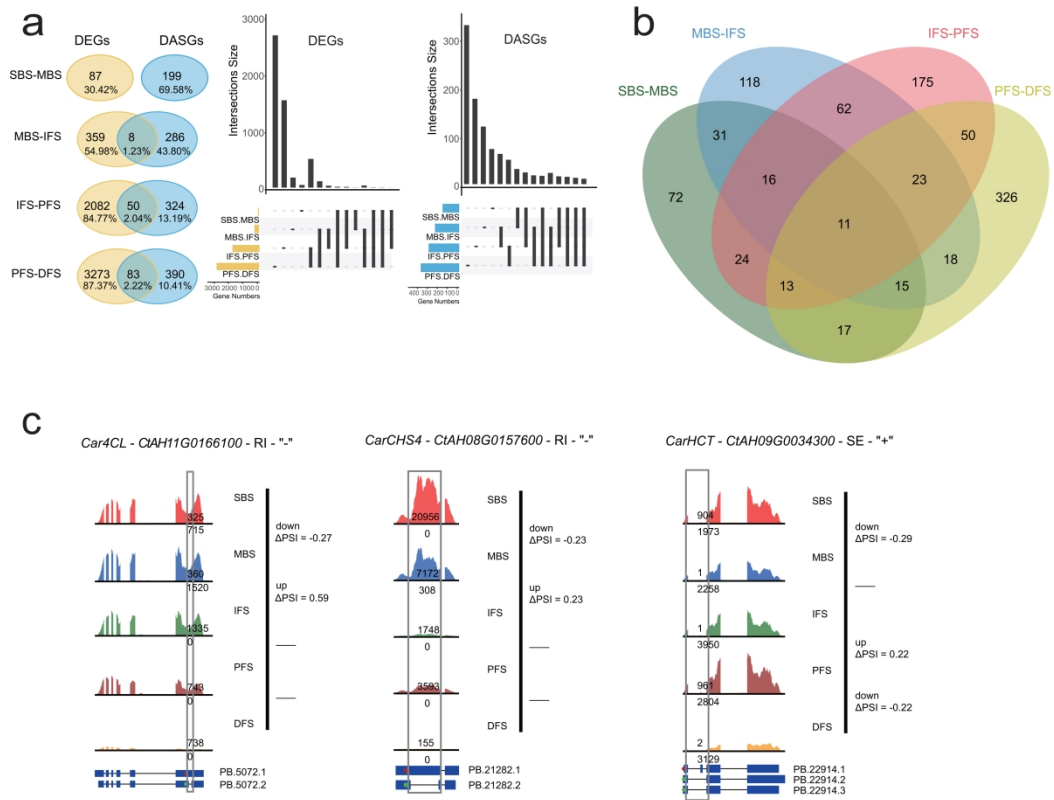 a
DEGs DASGs
SBS-MBS
87 199
30.42% 69.58%
MBS-IFS
359 8 286
54.98% 1.23% 43.80%
IFS-PFS
2082 50 324
84.77% 2.04% 13.19%
PFS-DFS
3273 83 390
87.37% 2.22% 10.41%
DEGs
Intersections Size
3000
2000
1000
0
SBS.MBS
MBS.IFS
IFS.PFS
PFS.DFS
3000 2000 1000 0
Gene Numbers
DASGs
Intersections Size
300
200
100
0
SBS.MBS
MBS.IFS
IFS.PFS
PFS.DFS
400 300 200 100 0
Gene Numbers
b
MBS-IFS IFS-PFS
SBS-MBS PFS-DFS
118 175
62
31 50
16 23
72 326
11
24 18
13 15
17
c
Car4CL - CtAH11G0166100 - RI - "-"
SBS
325
715
down
ΔPSI = -0.27
MBS
360
1520
up
ΔPSI = 0.59
IFS
1335
0
PFS
743
0
DFS
738
0
PB.5072.1
PB.5072.2
CarCHS4 - CtAH08G0157600 - RI - "-"
SBS
20956
0
down
ΔPSI = -0.23
MBS
7172
308
up
ΔPSI = 0.23
IFS
1748
0
PFS
3593
0
DFS
155
0
PB.21282.1
PB.21282.2
CarHCT - CtAH09G0034300 - SE - "+"
SBS
904
1973
down
ΔPSI = -0.29
MBS
1
2258
IFS
1
3950
up
ΔPSI = 0.22
PFS
961
2804
down
ΔPSI = -0.22
DFS
2
3129
PB.22914.1
PB.22914.2
PB.22914.3